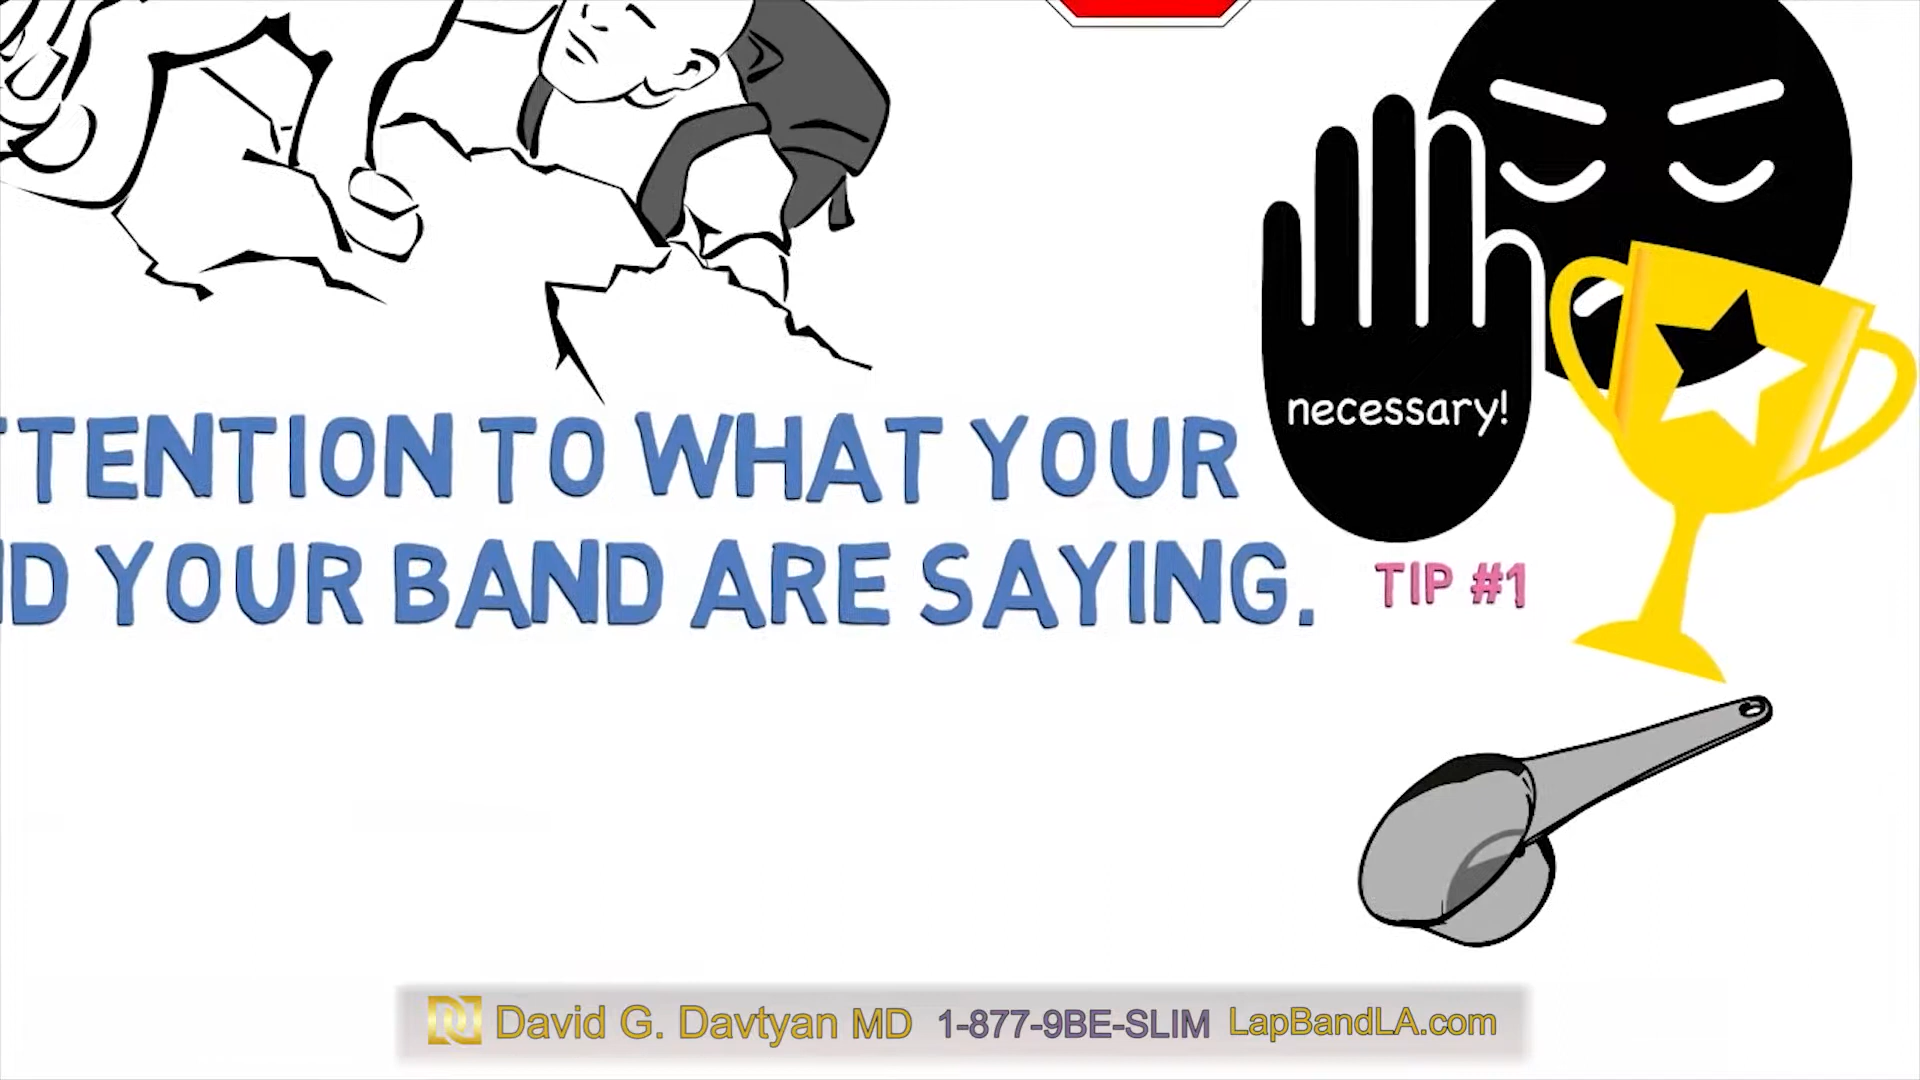 TTENTION TO WHAT YOUR
D YOUR BAND ARE SAYING.
necessary!
TIP #1
David G. Davtyan MD 1-877-9BE-SLIM LapBandLA.com